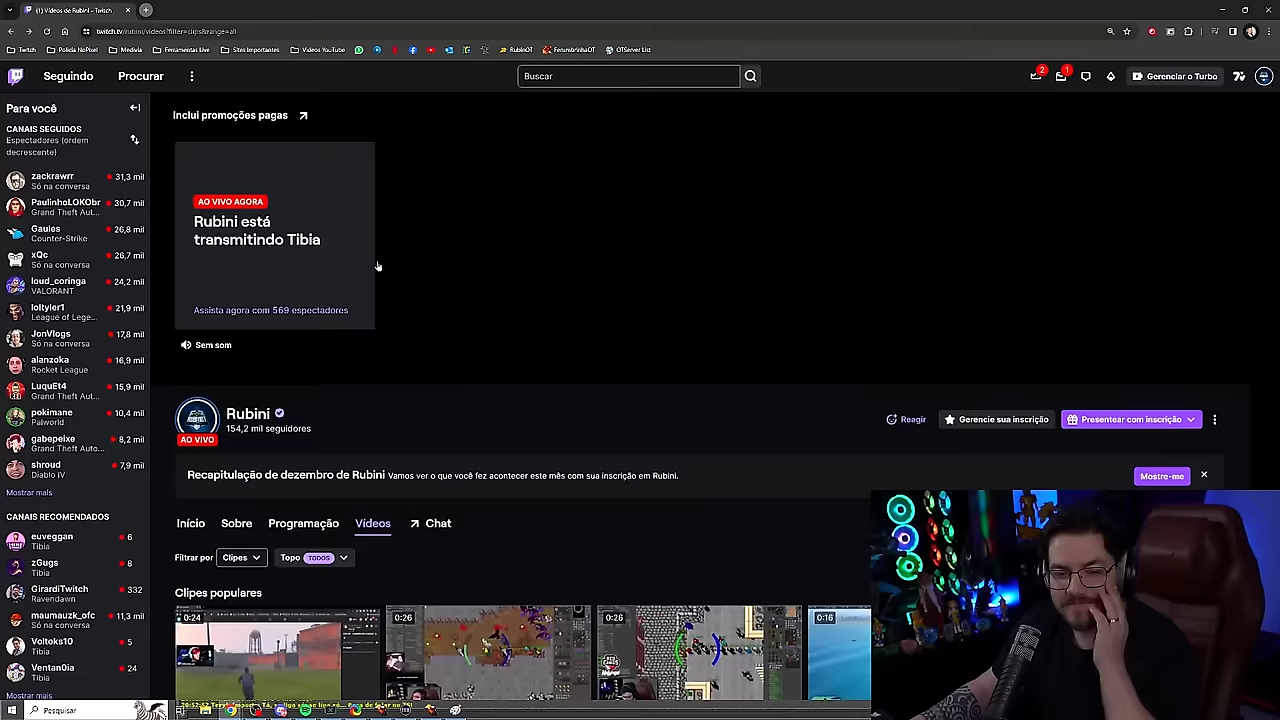 (1) Vídeos de Rubini - Twitch
twitch.tv/rubini/videos?filter=clips&range=all
Twitch
Policia NoPixel
Medivia
Ferramentas Live
Sites Importantes
Videos YouTube
RubinOT
FerumbrinhaOT
OTServer List
Seguindo
Procurar
Buscar
2
1
Gerenciar o Turbo
Para você
CANAIS SEGUIDOS
Espectadores (ordem
decrescente)
zackrawrr 31,3 mil
Só na conversa
PaulinhoLOKObr 30,7 mil
Grand Theft Aut...
Gaules 26,8 mil
Counter-Strike
xQc 26,7 mil
Só na conversa
loud_coringa 24,2 mil
VALORANT
loltyler1 21,9 mil
League of Lege...
JonVlogs 17,8 mil
Só na conversa
alanzoka 16,9 mil
Rocket League
LuquEt4 15,9 mil
Grand Theft Aut...
pokimane 10,4 mil
Palworld
gabepeixe 8,2 mil
Grand Theft Auto...
shroud 7,9 mil
Diablo IV
Mostrar mais
CANAIS RECOMENDADOS
euveggan 6
Tibia
zGugs 8
Tibia
GirardiTwitch 332
Ravendawn
maumauzk_ofc 11,3 mil
Só na conversa
Voltoks10 5
Tibia
Ventan0ia 24
Tibia
Mostrar mais
Inclui promoções pagas
AO VIVO AGORA
Rubini está
transmitindo Tibia
Assista agora com 569 espectadores
Sem som
Rubini
154,2 mil seguidores
AO VIVO
Reagir
Gerencie sua inscrição
Presentear com inscrição
Recapitulação de dezembro de Rubini Vamos ver o que você fez acontecer este mês com sua inscrição em Rubini.
Mostre-me
Início
Sobre
Programação
Vídeos
Chat
Filtrar por
Clipes
Topo TODOS
Clipes populares
0:24
0:26
0:26
0:16
Pesquisar